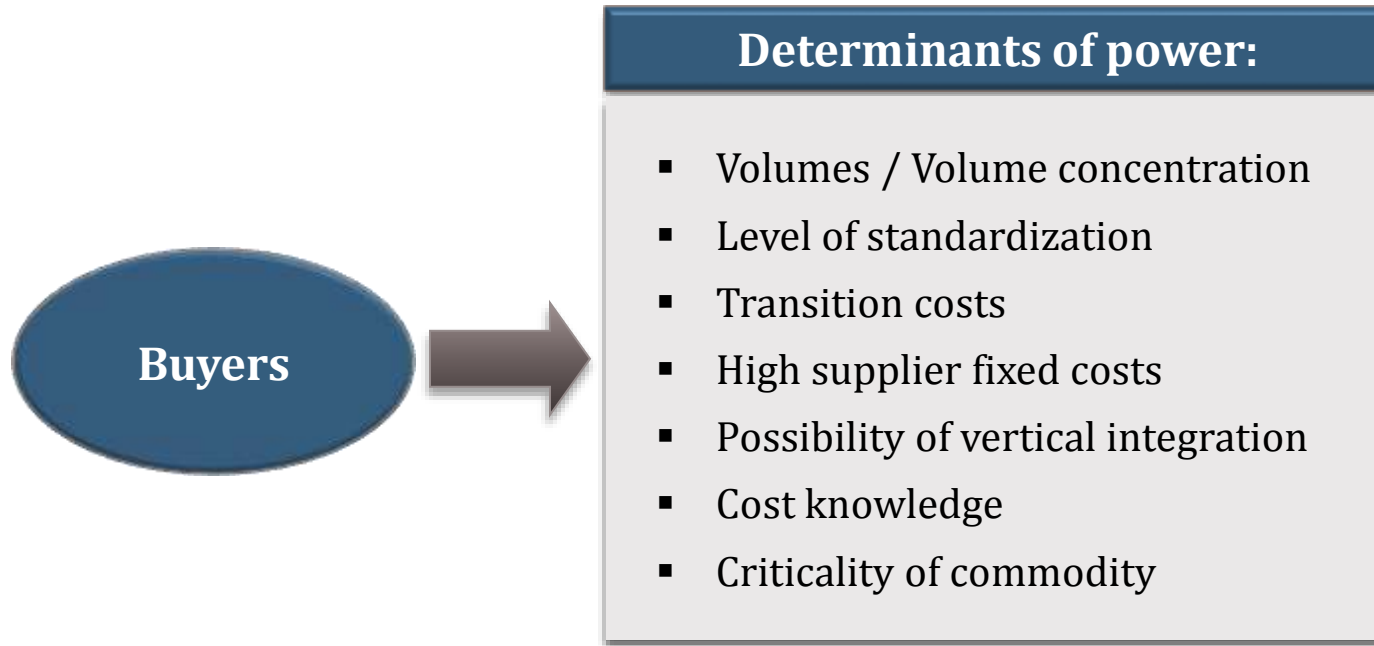 Determinants of power:
Buyers
▪ Volumes / Volume concentration
▪ Level of standardization
▪ Transition costs
▪ High supplier fixed costs
▪ Possibility of vertical integration
▪ Cost knowledge
▪ Criticality of commodity